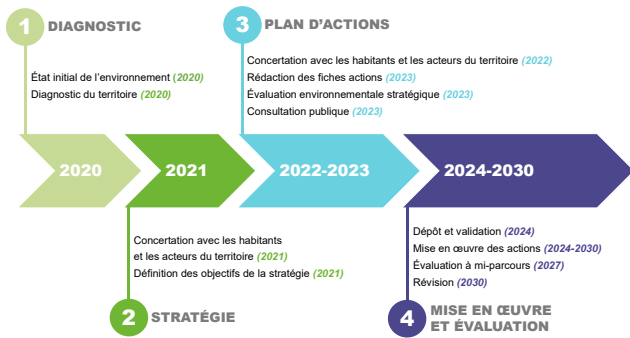 1 DIAGNOSTIC
État initial de l'environnement (2020)
Diagnostic du territoire (2020)
3 PLAN D'ACTIONS
Concertation avec les habitants et les acteurs du territoire (2022)
Rédaction des fiches actions (2023)
Évaluation environnementale stratégique (2023)
Consultation publique (2023)
2020
2021
2022-2023
2024-2030
Concertation avec les habitants
et les acteurs du territoire (2021)
Définition des objectifs de la stratégie (2021)
2 STRATÉGIE
Dépôt et validation (2024)
Mise en œuvre des actions (2024-2030)
Évaluation à mi-parcours (2027)
Révision (2030)
4 MISE EN ŒUVRE
ET ÉVALUATION